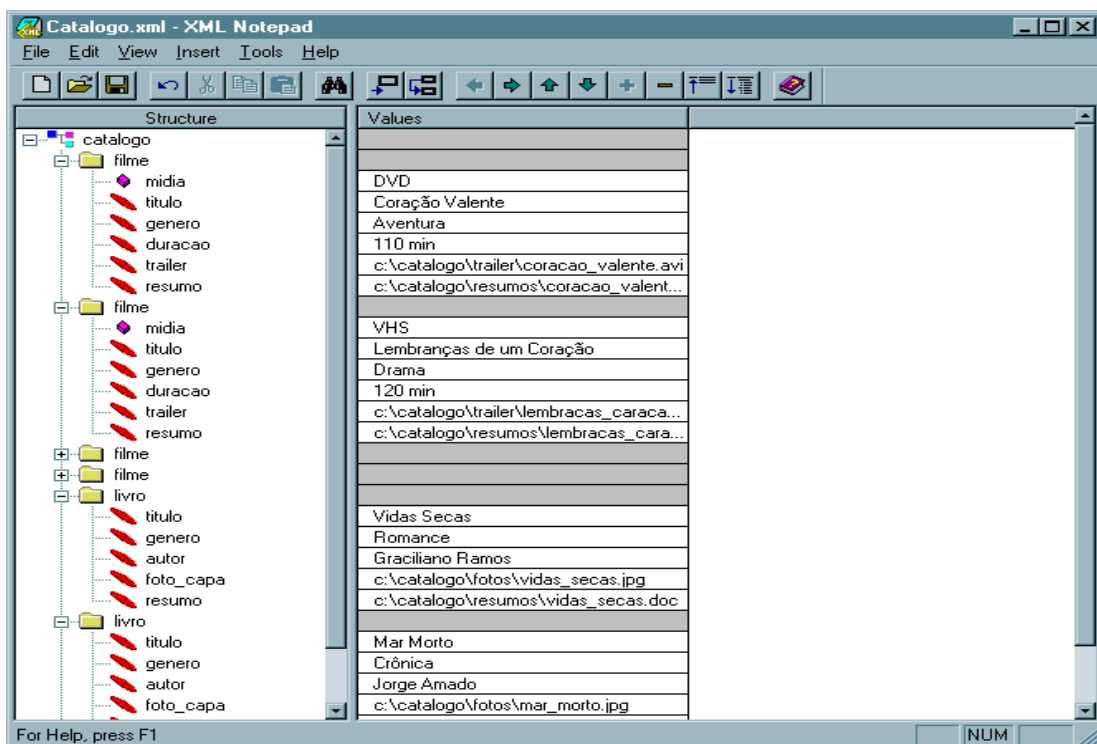 Catalogo.xml - XML Notepad
File Edit View Insert Tools Help
Structure Values
catalogo
filme
midia DVD
titulo Coração Valente
genero Aventura
duracao 110 min
trailer c:\catalogo\trailer\coracao_valente.avi
resumo c:\catalogo\resumos\coracao_valent...
filme
midia VHS
titulo Lembranças de um Coração
genero Drama
duracao 120 min
trailer c:\catalogo\trailer\lembracas_caraca...
resumo c:\catalogo\resumos\lembracas_cara...
filme
filme
livro
titulo Vidas Secas
genero Romance
autor Graciliano Ramos
foto_capa c:\catalogo\fotos\vidas_secas.jpg
resumo c:\catalogo\resumos\vidas_secas.doc
livro
titulo Mar Morto
genero Crônica
autor Jorge Amado
foto_capa c:\catalogo\fotos\mar_morto.jpg
For Help, press F1 NUM